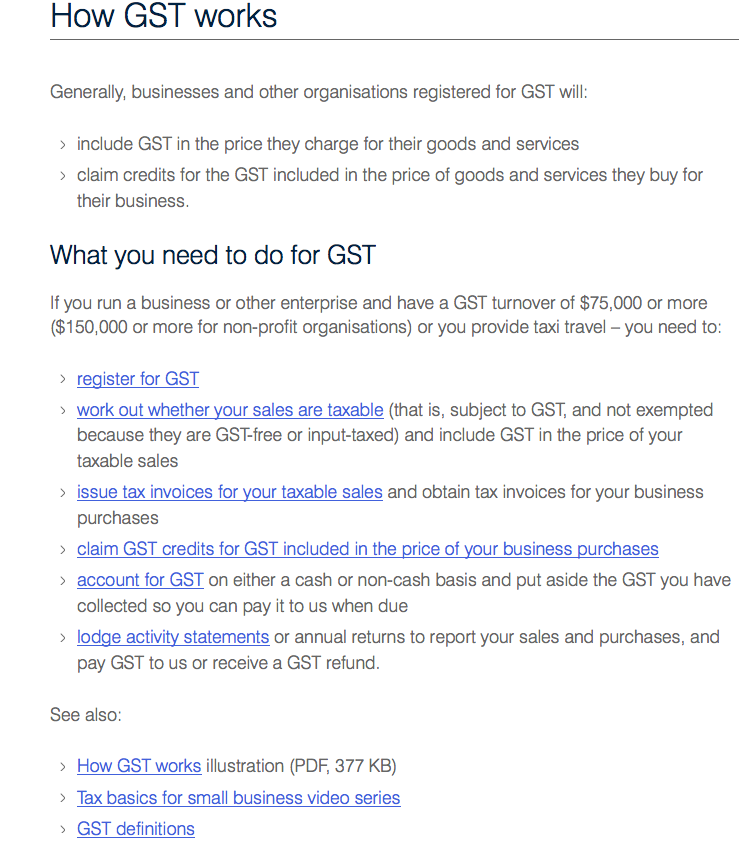 How GST works
Generally, businesses and other organisations registered for GST will:
› include GST in the price they charge for their goods and services
› claim credits for the GST included in the price of goods and services they buy for
their business.
What you need to do for GST
If you run a business or other enterprise and have a GST turnover of $75,000 or more
($150,000 or more for non-profit organisations) or you provide taxi travel – you need to:
› register for GST
› work out whether your sales are taxable (that is, subject to GST, and not exempted
because they are GST-free or input-taxed) and include GST in the price of your
taxable sales
› issue tax invoices for your taxable sales and obtain tax invoices for your business
purchases
› claim GST credits for GST included in the price of your business purchases
› account for GST on either a cash or non-cash basis and put aside the GST you have
collected so you can pay it to us when due
› lodge activity statements or annual returns to report your sales and purchases, and
pay GST to us or receive a GST refund.
See also:
› How GST works illustration (PDF, 377 KB)
› Tax basics for small business video series
› GST definitions